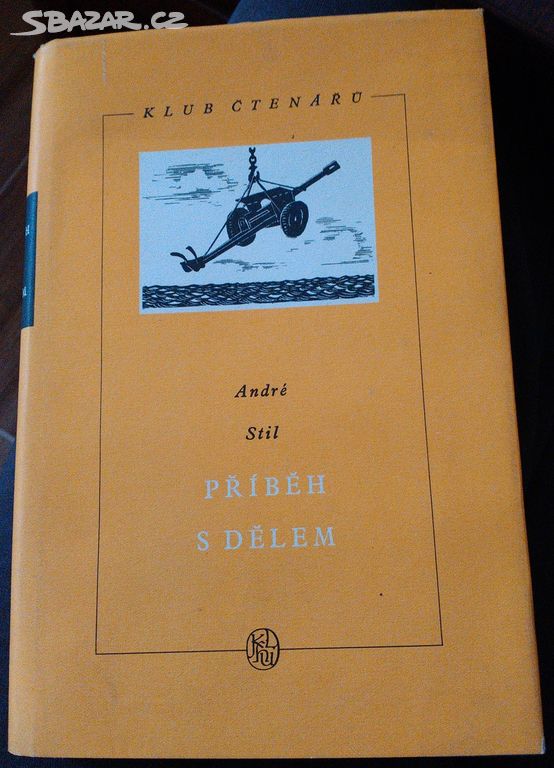 SBAZAR.CZ
KLUB ČTENÁŘŮ
André
Stil
PŘÍBĚH
S DĚLEM